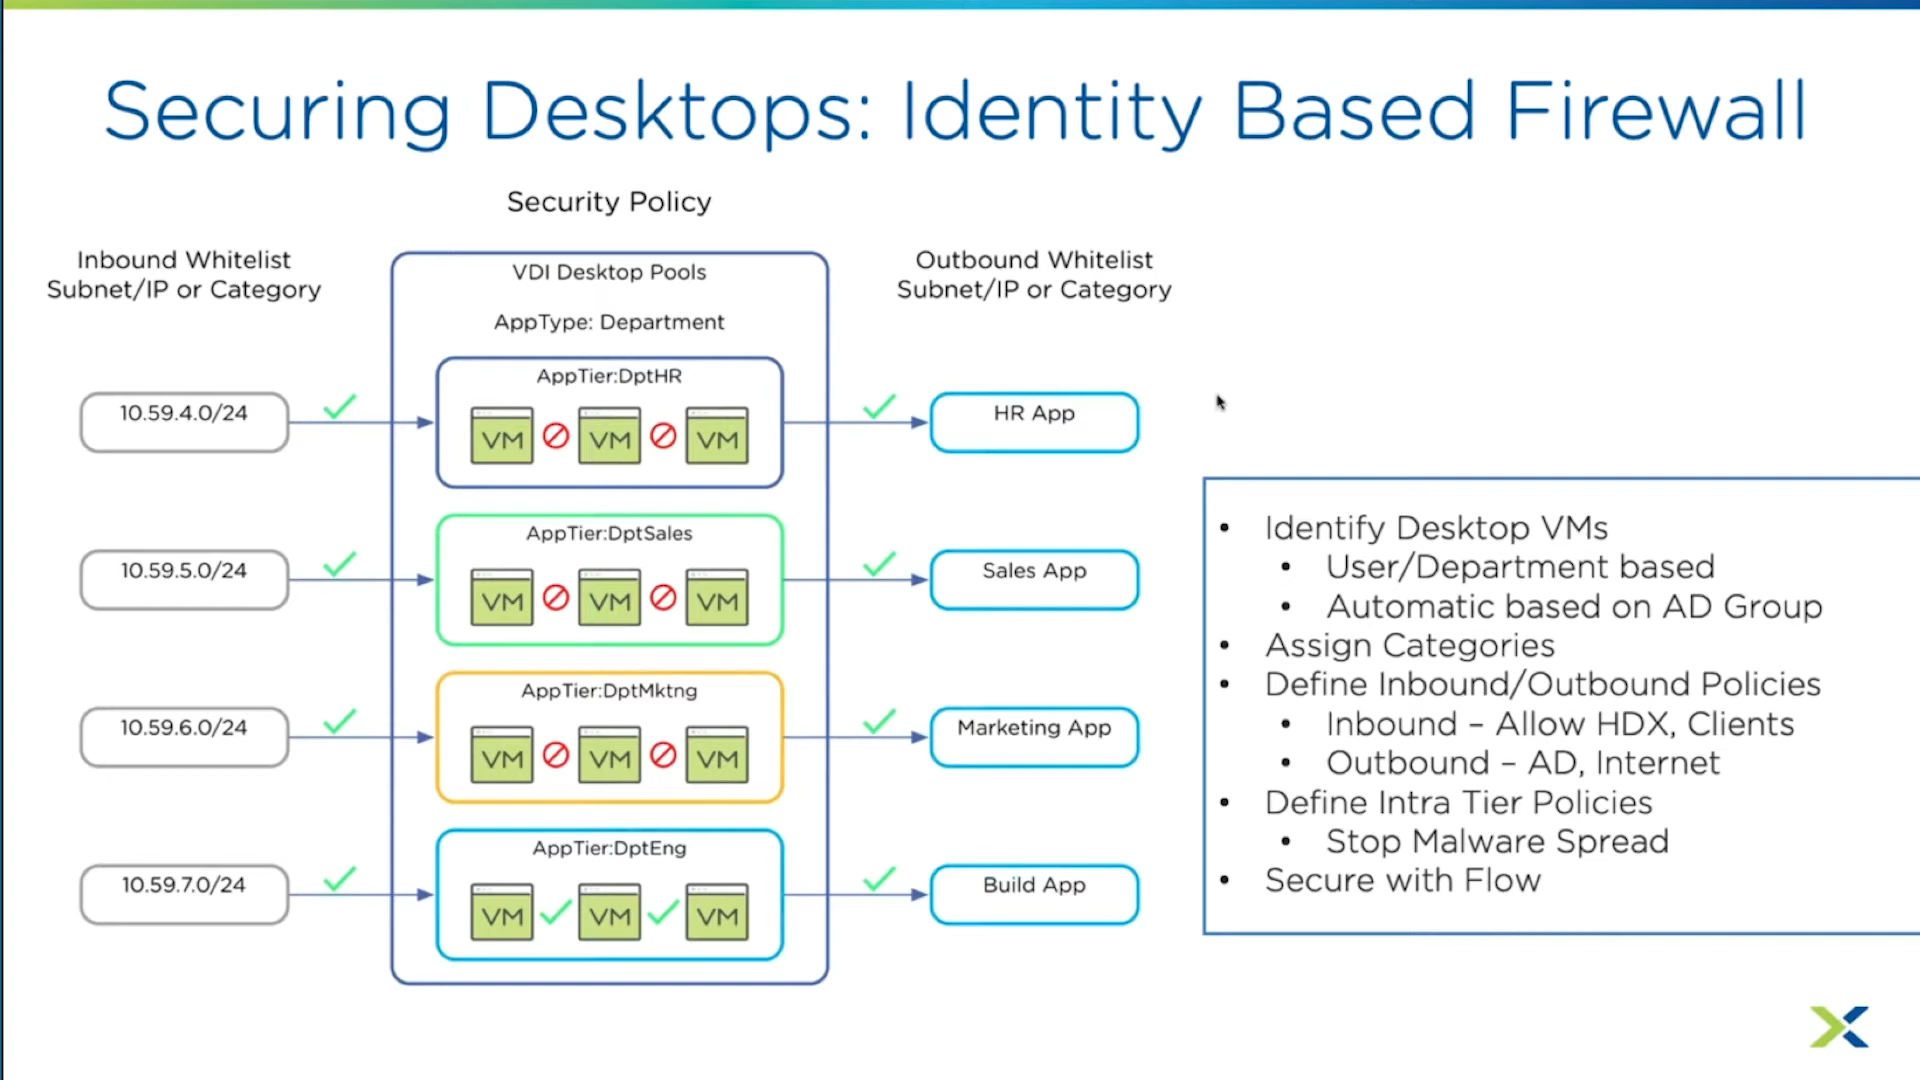 Securing Desktops: Identity Based Firewall
Security Policy
Inbound Whitelist
Subnet/IP or Category
VDI Desktop Pools
AppType: Department
Outbound Whitelist
Subnet/IP or Category
10.59.4.0/24
AppTier:DptHR
VM VM VM
HR App
10.59.5.0/24
AppTier:DptSales
VM VM VM
Sales App
10.59.6.0/24
AppTier:DptMktng
VM VM VM
Marketing App
10.59.7.0/24
AppTier:DptEng
VM VM VM
Build App
• Identify Desktop VMs
• User/Department based
• Automatic based on AD Group
• Assign Categories
• Define Inbound/Outbound Policies
• Inbound – Allow HDX, Clients
• Outbound – AD, Internet
• Define Intra Tier Policies
• Stop Malware Spread
• Secure with Flow